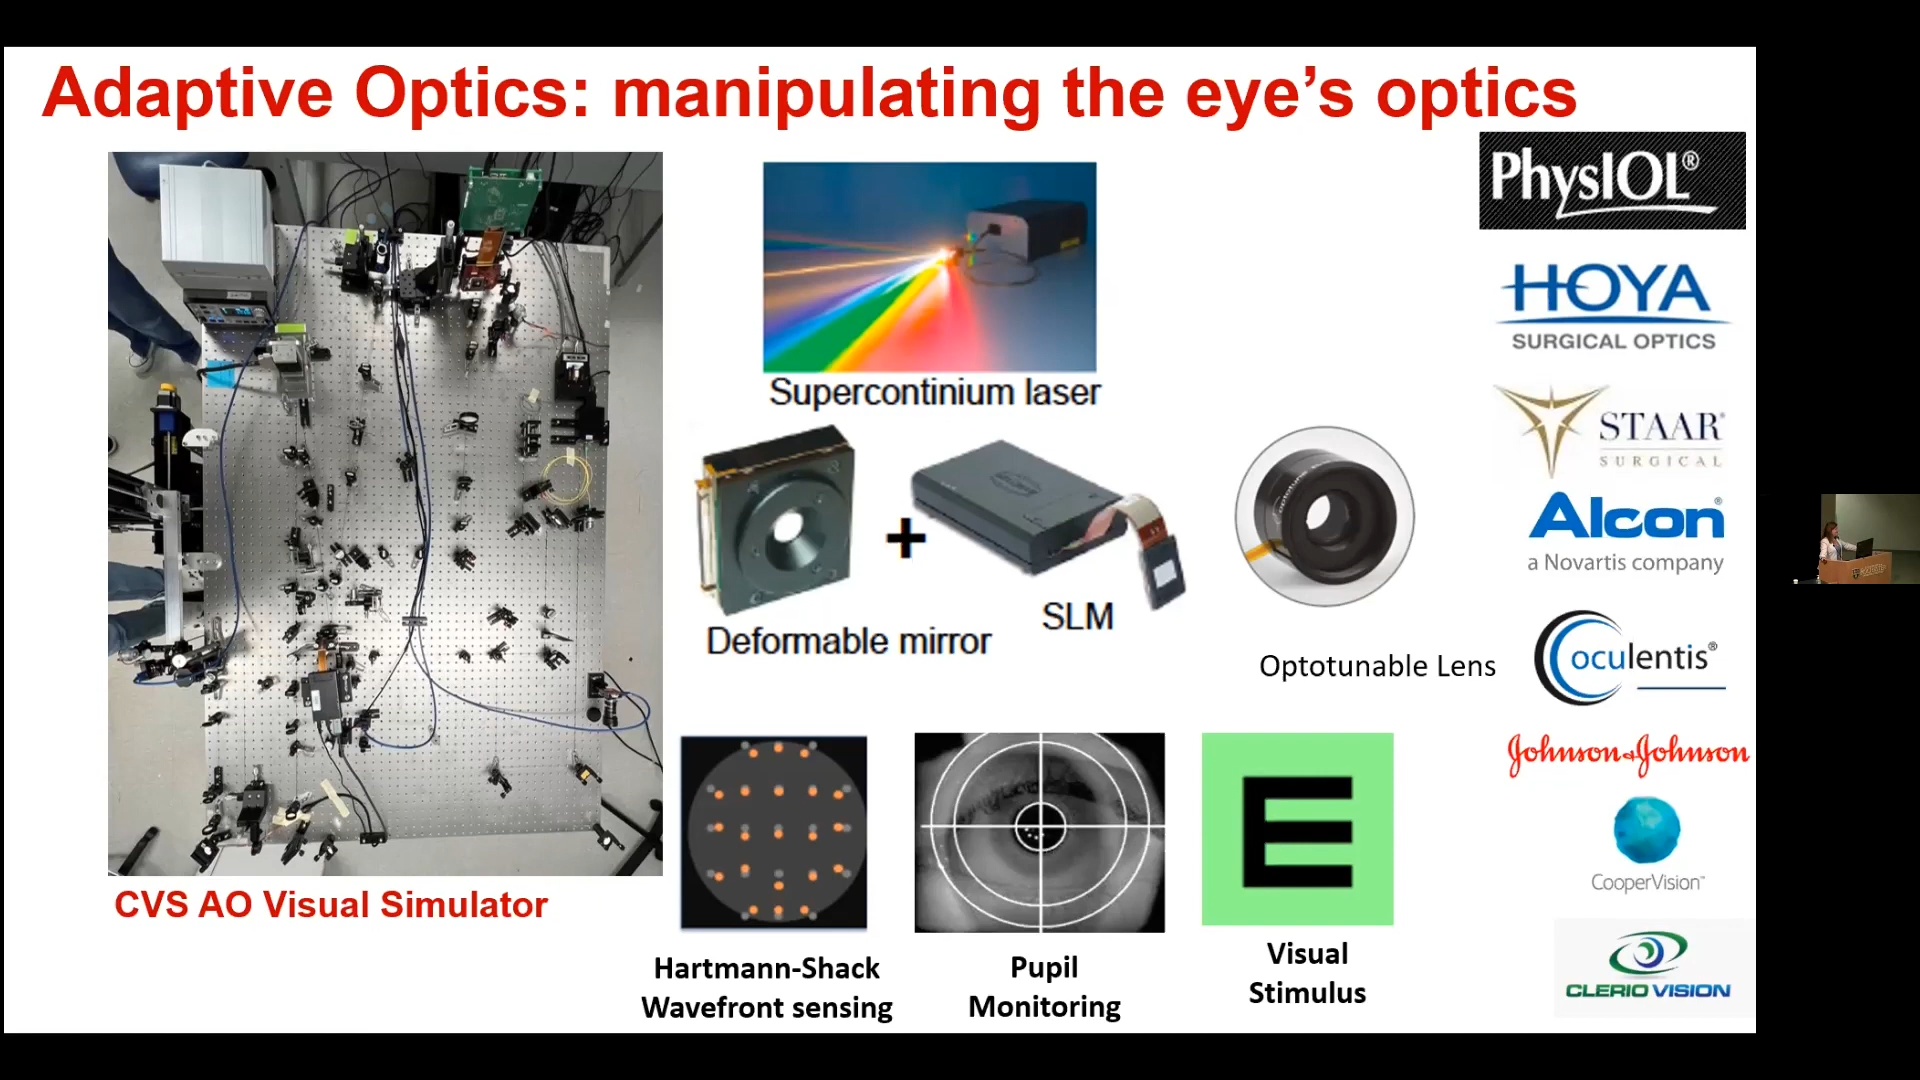 Adaptive Optics: manipulating the eye’s optics
PhysIOL®
HOYA
SURGICAL OPTICS
STAAR®
SURGICAL
Alcon®
a Novartis company
oculentis®
Johnson & Johnson
CooperVision™
CLERIO VISION
Supercontinium laser
+
Deformable mirror
SLM
Optotunable Lens
E
CVS AO Visual Simulator
Hartmann-Shack
Wavefront sensing
Pupil
Monitoring
Visual
Stimulus